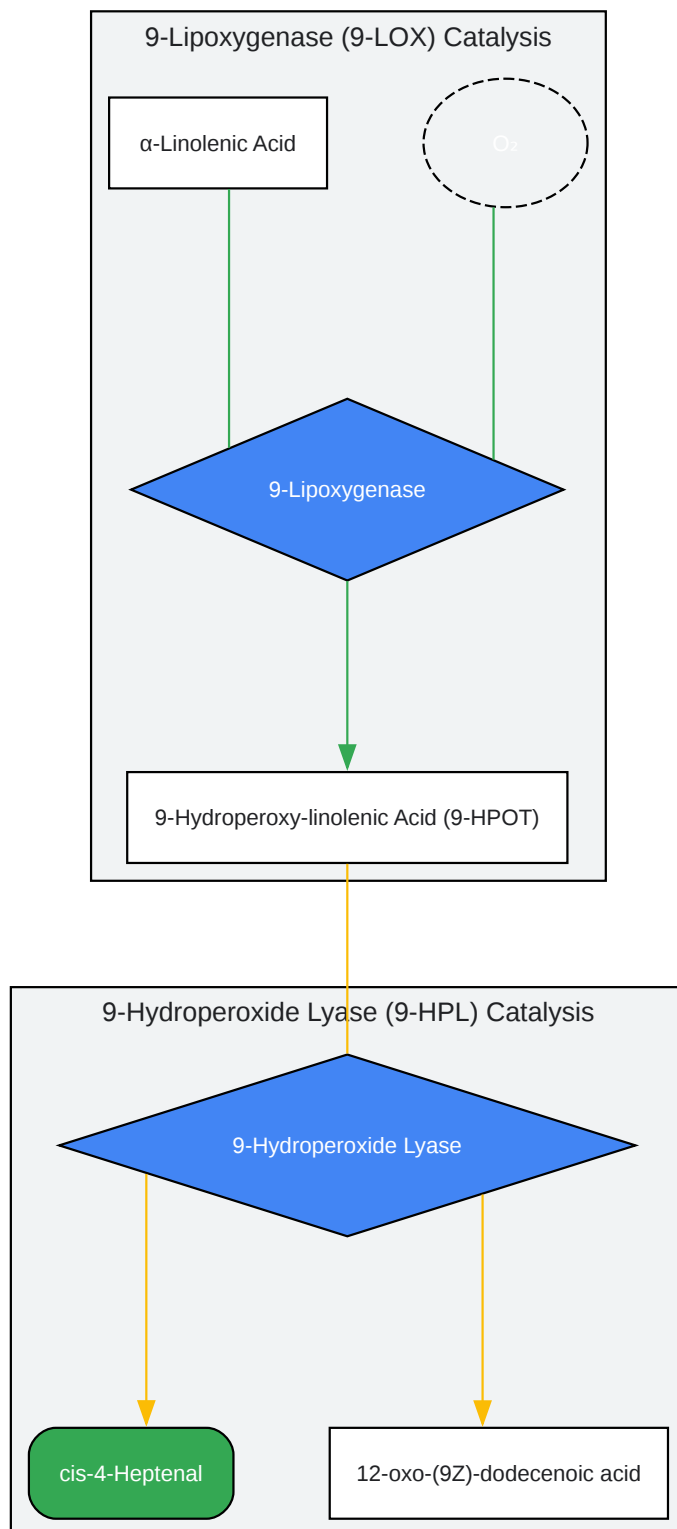 9-Lipoxygenase (9-LOX) Catalysis
α-Linolenic Acid
O₂
9-Lipoxygenase
9-Hydroperoxy-linolenic Acid (9-HPOT)
9-Hydroperoxide Lyase (9-HPL) Catalysis
9-Hydroperoxide Lyase
cis-4-Heptenal
12-oxo-(9Z)-dodecenoic acid